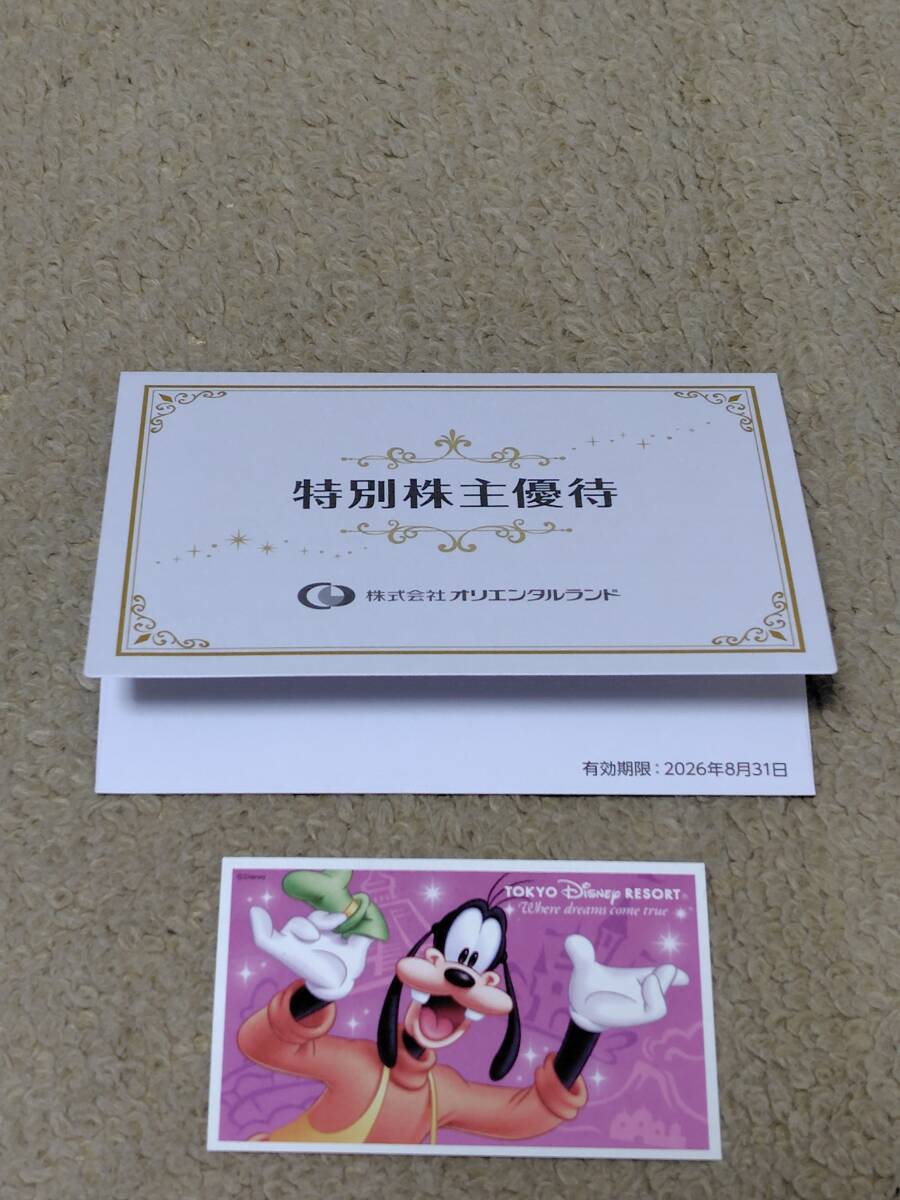 特別株主優待
株式会社オリエンタルランド
有効期限：2026年8月31日
©Disney
TOKYO Disney RESORT®
Where dreams come true